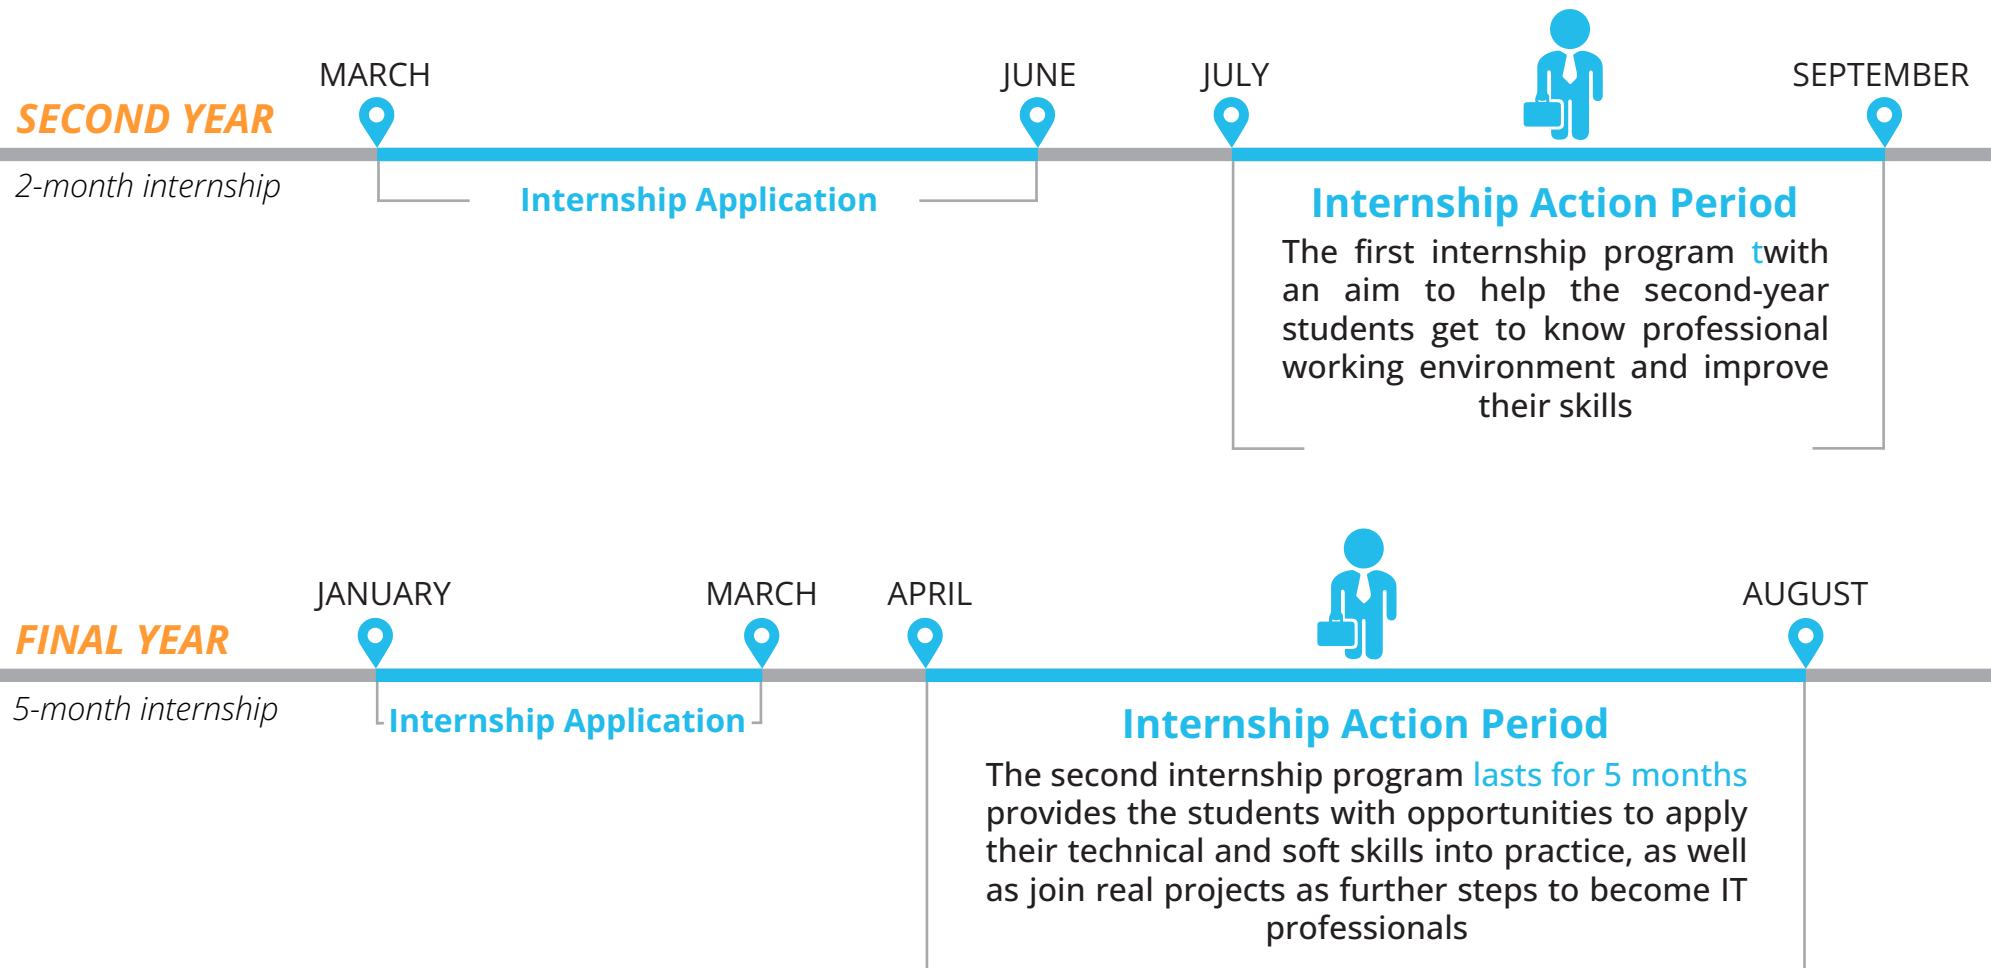 MARCH
JUNE
JULY
SEPTEMBER
SECOND YEAR
2-month internship
Internship Application
Internship Action Period
The first internship program twith
an aim to help the second-year
students get to know professional
working environment and improve
their skills
JANUARY
MARCH
APRIL
AUGUST
FINAL YEAR
5-month internship
Internship Application
Internship Action Period
The second internship program lasts for 5 months
provides the students with opportunities to apply
their technical and soft skills into practice, as well
as join real projects as further steps to become IT
professionals